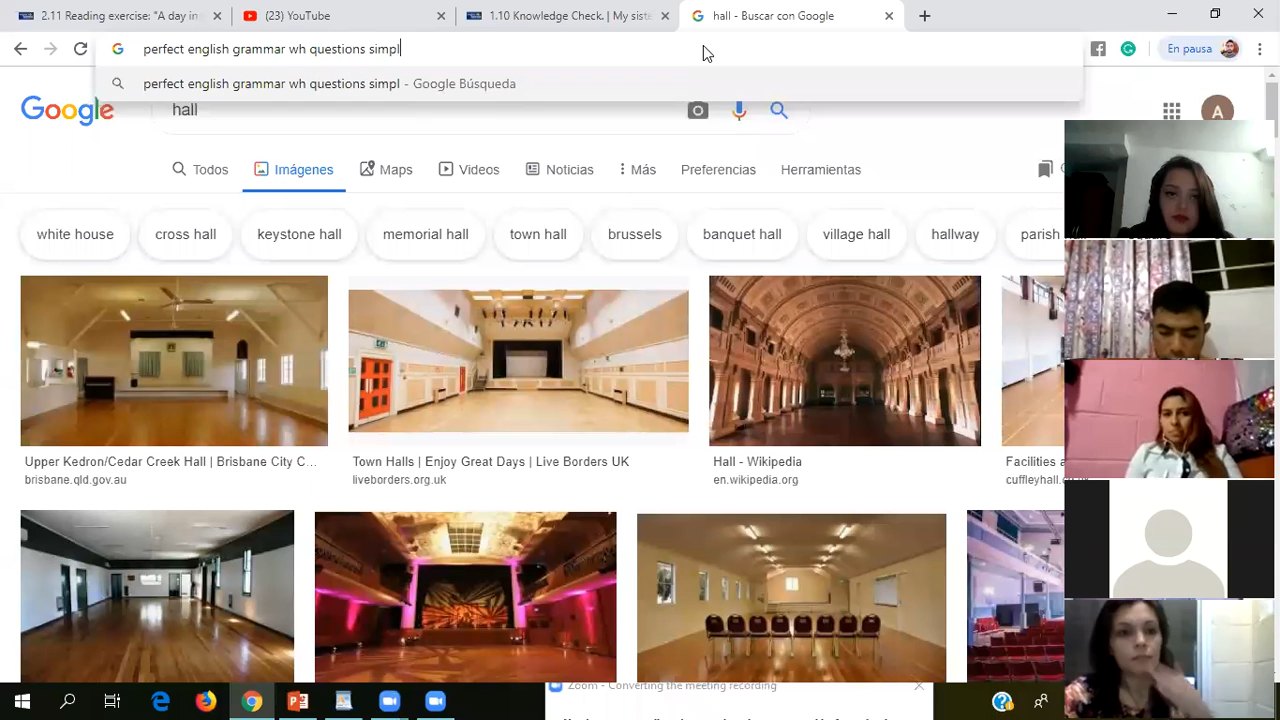 2.11 Reading exercise: "A day in
(23) YouTube
1.10 Knowledge Check. | My siste
hall - Buscar con Google
perfect english grammar wh questions simpl
En pausa
perfect english grammar wh questions simpl - Google Búsqueda
Google
hall
A
Todos
Imágenes
Maps
Videos
Noticias
Más
Preferencias
Herramientas
white house
cross hall
keystone hall
memorial hall
town hall
brussels
banquet hall
village hall
hallway
parish
Upper Kedron/Cedar Creek Hall | Brisbane City C...
brisbane.qld.gov.au
Town Halls | Enjoy Great Days | Live Borders UK
liveborders.org.uk
Hall - Wikipedia
en.wikipedia.org
Facilities a
cuffleyhall.
Zoom - Converting the meeting recording